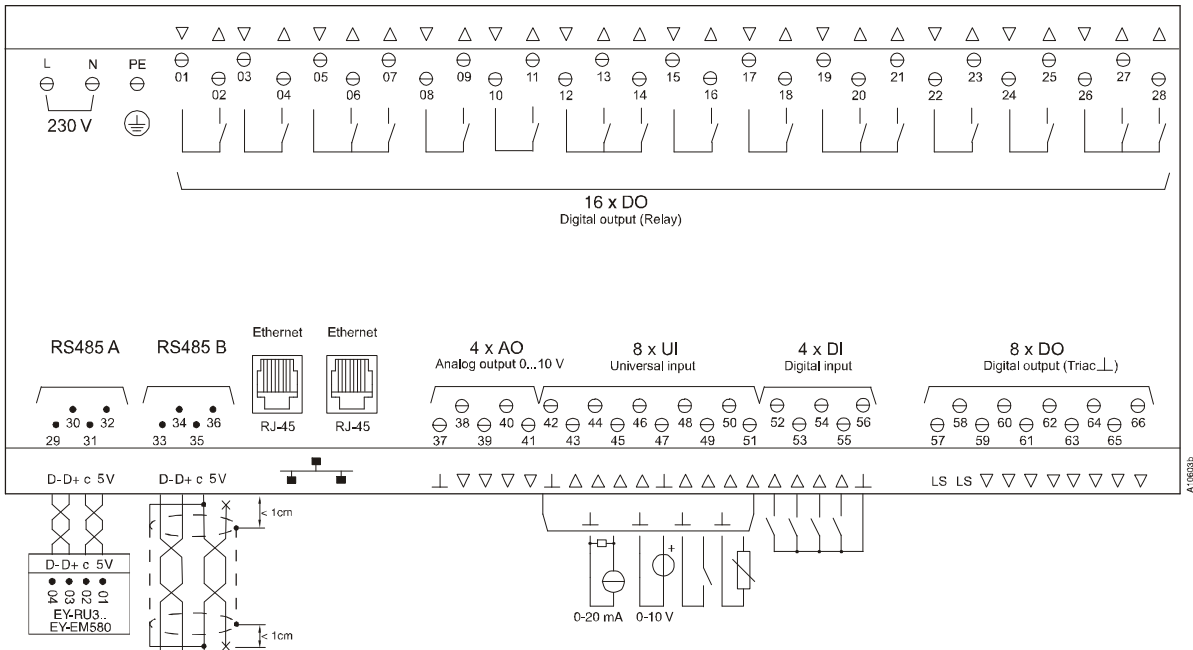 L N PE
01 03 05 07 09 11 13 15 17 19 21 23 25 27
02 04 06 08 10 12 14 16 18 20 22 24 26 28
230 V
16 x DO
Digital output (Relay)
RS485 A
RS485 B
Ethernet
Ethernet
4 x AO
Analog output 0...10 V
8 x UI
Universal input
4 x DI
Digital input
8 x DO
Digital output (Triac⊥)
30 32
29 31
34 36
33 35
RJ-45
RJ-45
38 40 42 44 46 48 50 52 54 56 58 60 62 64 66
37 39 41 43 45 47 49 51 53 55 57 59 61 63 65
D- D+ c 5V
D- D+ c 5V
LS LS
A10603b
< 1cm
D- D+ c 5V
04 03 02 01
EY-RU3..
EY-EM580
+
0-20 mA
0-10 V
< 1cm